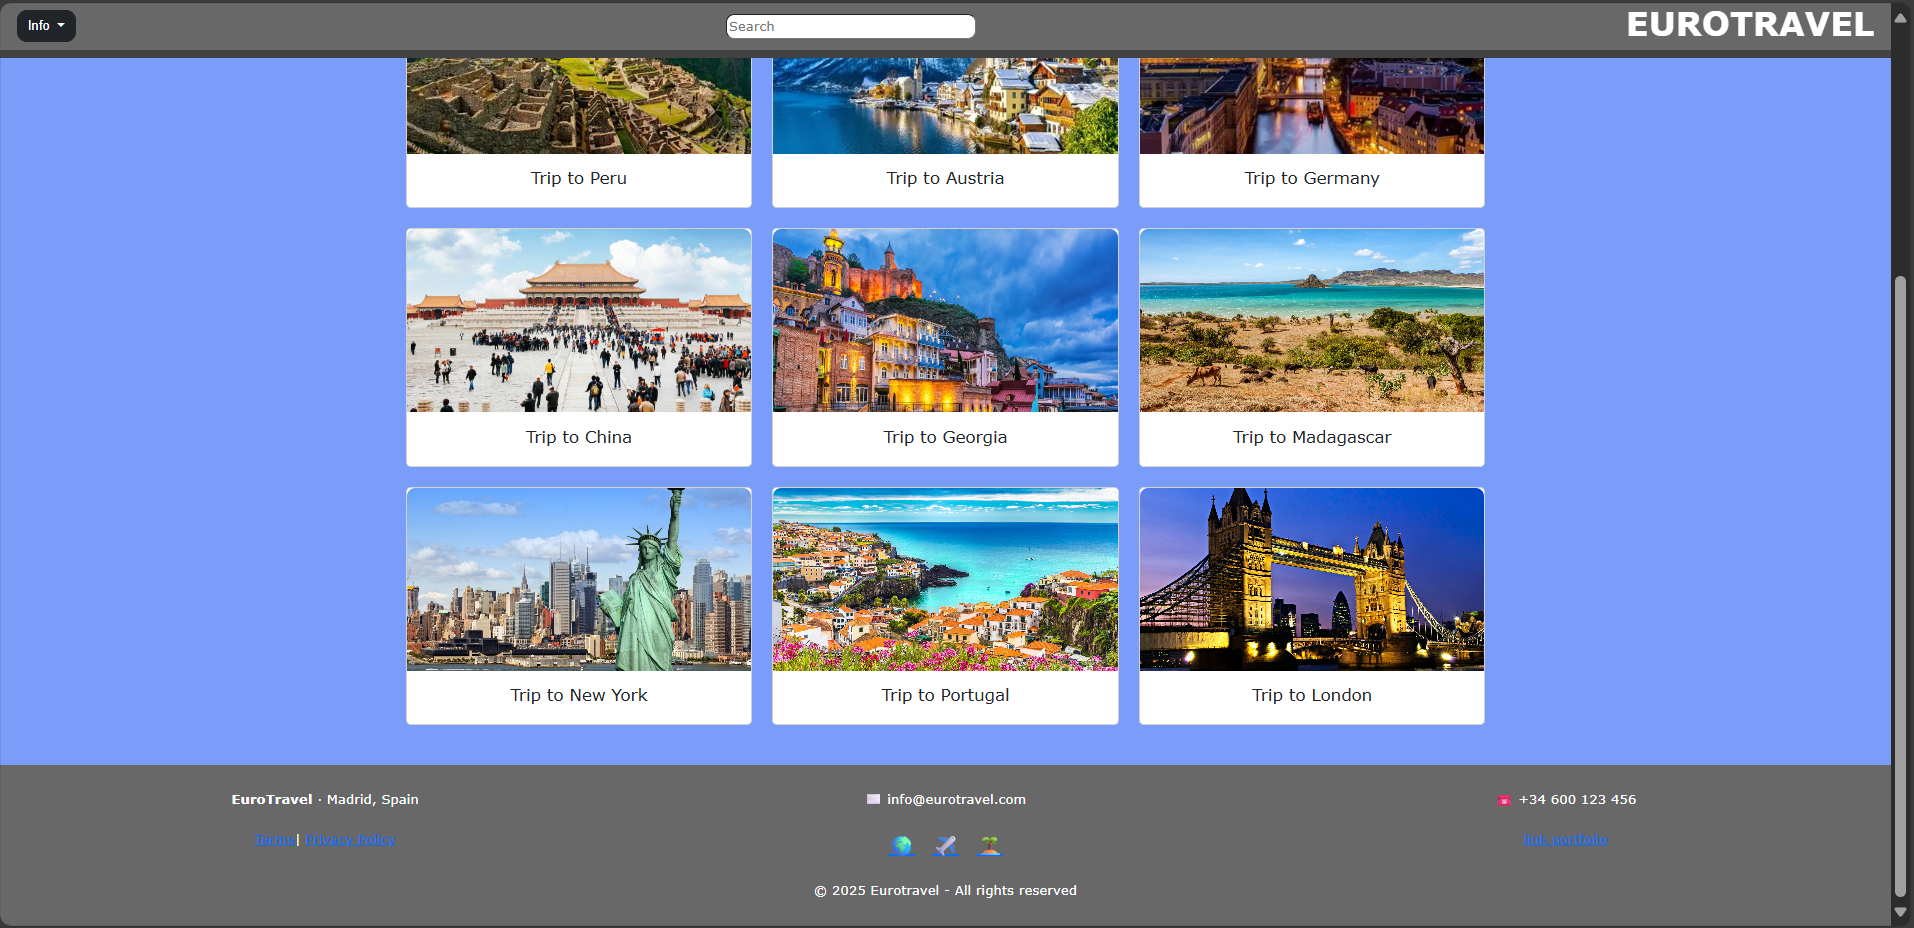 Info
Search
EUROTRAVEL
Trip to Peru
Trip to Austria
Trip to Germany
Trip to China
Trip to Georgia
Trip to Madagascar
Trip to New York
Trip to Portugal
Trip to London
EuroTravel · Madrid, Spain
Terms| Privacy Policy
info@eurotravel.com
+34 600 123 456
link portfolio
© 2025 Eurotravel - All rights reserved